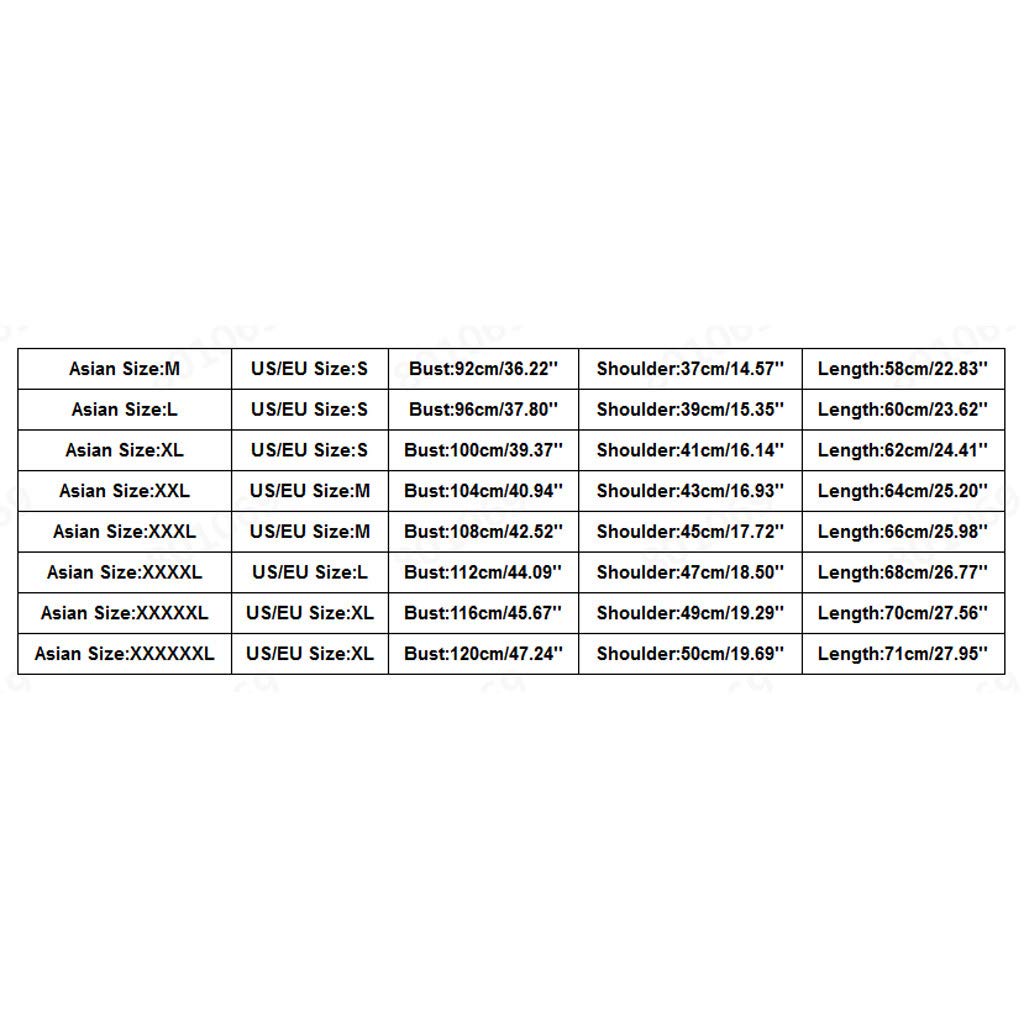 Asian Size:M US/EU Size:S Bust:92cm/36.22'' Shoulder:37cm/14.57'' Length:58cm/22.83''
Asian Size:L US/EU Size:S Bust:96cm/37.80'' Shoulder:39cm/15.35'' Length:60cm/23.62''
Asian Size:XL US/EU Size:S Bust:100cm/39.37'' Shoulder:41cm/16.14'' Length:62cm/24.41''
Asian Size:XXL US/EU Size:M Bust:104cm/40.94'' Shoulder:43cm/16.93'' Length:64cm/25.20''
Asian Size:XXXL US/EU Size:M Bust:108cm/42.52'' Shoulder:45cm/17.72'' Length:66cm/25.98''
Asian Size:XXXXL US/EU Size:L Bust:112cm/44.09'' Shoulder:47cm/18.50'' Length:68cm/26.77''
Asian Size:XXXXXL US/EU Size:XL Bust:116cm/45.67'' Shoulder:49cm/19.29'' Length:70cm/27.56''
Asian Size:XXXXXXL US/EU Size:XL Bust:120cm/47.24'' Shoulder:50cm/19.69'' Length:71cm/27.95''